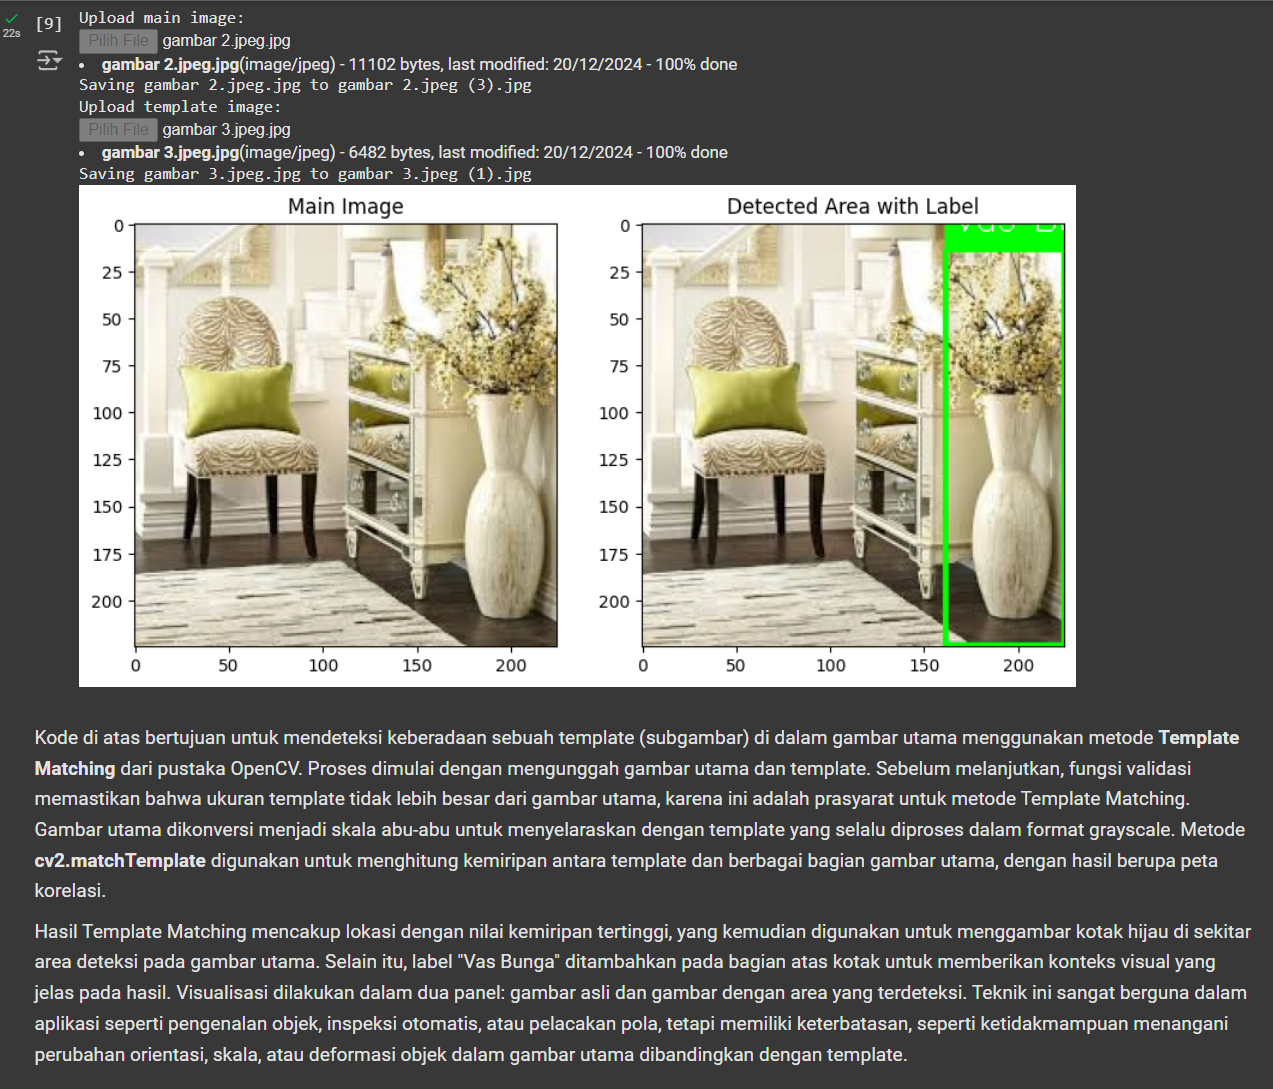 22s
[9]
Upload main image:
Pilih File gambar 2.jpeg.jpg
• gambar 2.jpeg.jpg(image/jpeg) - 11102 bytes, last modified: 20/12/2024 - 100% done
Saving gambar 2.jpeg.jpg to gambar 2.jpeg (3).jpg
Upload template image:
Pilih File gambar 3.jpeg.jpg
• gambar 3.jpeg.jpg(image/jpeg) - 6482 bytes, last modified: 20/12/2024 - 100% done
Saving gambar 3.jpeg.jpg to gambar 3.jpeg (1).jpg
Main Image
0
25
50
75
100
125
150
175
200
0 50 100 150 200
Detected Area with Label
0
25
50
75
100
125
150
175
200
0 50 100 150 200
Kode di atas bertujuan untuk mendeteksi keberadaan sebuah template (subgambar) di dalam gambar utama menggunakan metode Template
Matching dari pustaka OpenCV. Proses dimulai dengan mengunggah gambar utama dan template. Sebelum melanjutkan, fungsi validasi
memastikan bahwa ukuran template tidak lebih besar dari gambar utama, karena ini adalah prasyarat untuk metode Template Matching.
Gambar utama dikonversi menjadi skala abu-abu untuk menyelaraskan dengan template yang selalu diproses dalam format grayscale. Metode
cv2.matchTemplate digunakan untuk menghitung kemiripan antara template dan berbagai bagian gambar utama, dengan hasil berupa peta
korelasi.
Hasil Template Matching mencakup lokasi dengan nilai kemiripan tertinggi, yang kemudian digunakan untuk menggambar kotak hijau di sekitar
area deteksi pada gambar utama. Selain itu, label "Vas Bunga" ditambahkan pada bagian atas kotak untuk memberikan konteks visual yang
jelas pada hasil. Visualisasi dilakukan dalam dua panel: gambar asli dan gambar dengan area yang terdeteksi. Teknik ini sangat berguna dalam
aplikasi seperti pengenalan objek, inspeksi otomatis, atau pelacakan pola, tetapi memiliki keterbatasan, seperti ketidakmampuan menangani
perubahan orientasi, skala, atau deformasi objek dalam gambar utama dibandingkan dengan template.